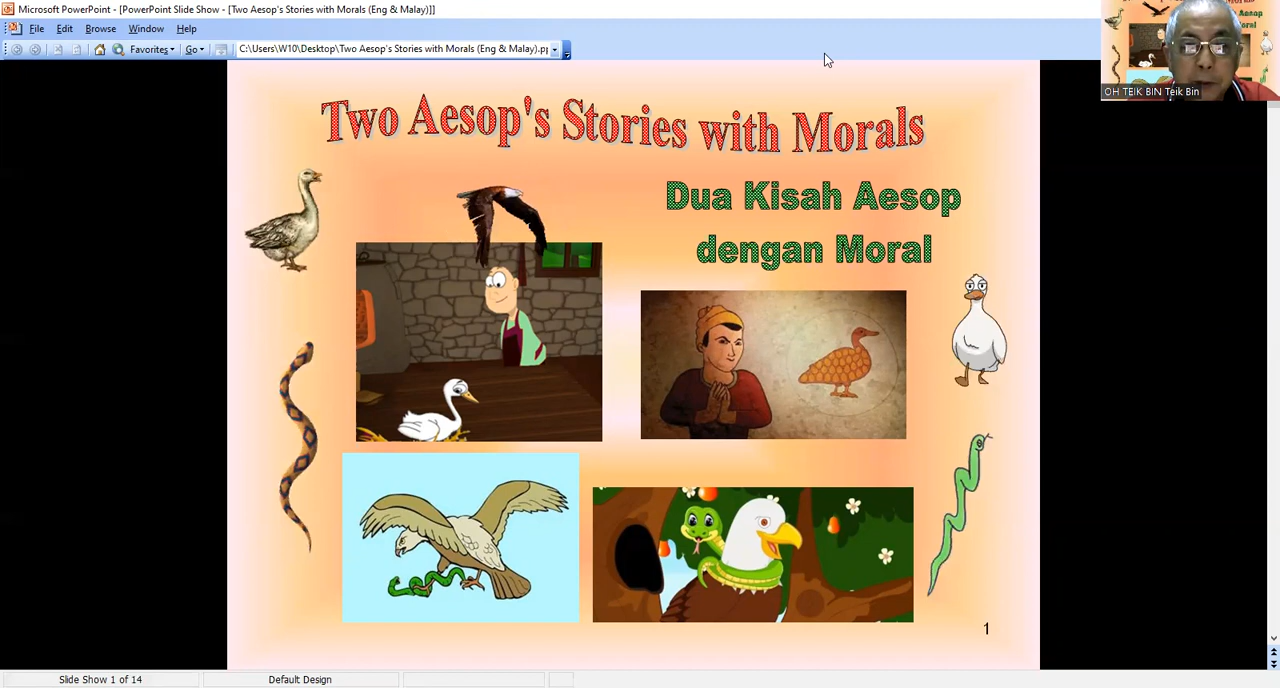 Microsoft PowerPoint - [PowerPoint Slide Show - [Two Aesop's Stories with Morals (Eng & Malay)]]
File Edit Browse Window Help
Favorites Go C:\Users\W10\Desktop\Two Aesop's Stories with Morals (Eng & Malay).p
OH TEIK BIN Teik Bin
Two Aesop's Stories with Morals
Dua Kisah Aesop
dengan Moral
1
Slide Show 1 of 14 Default Design